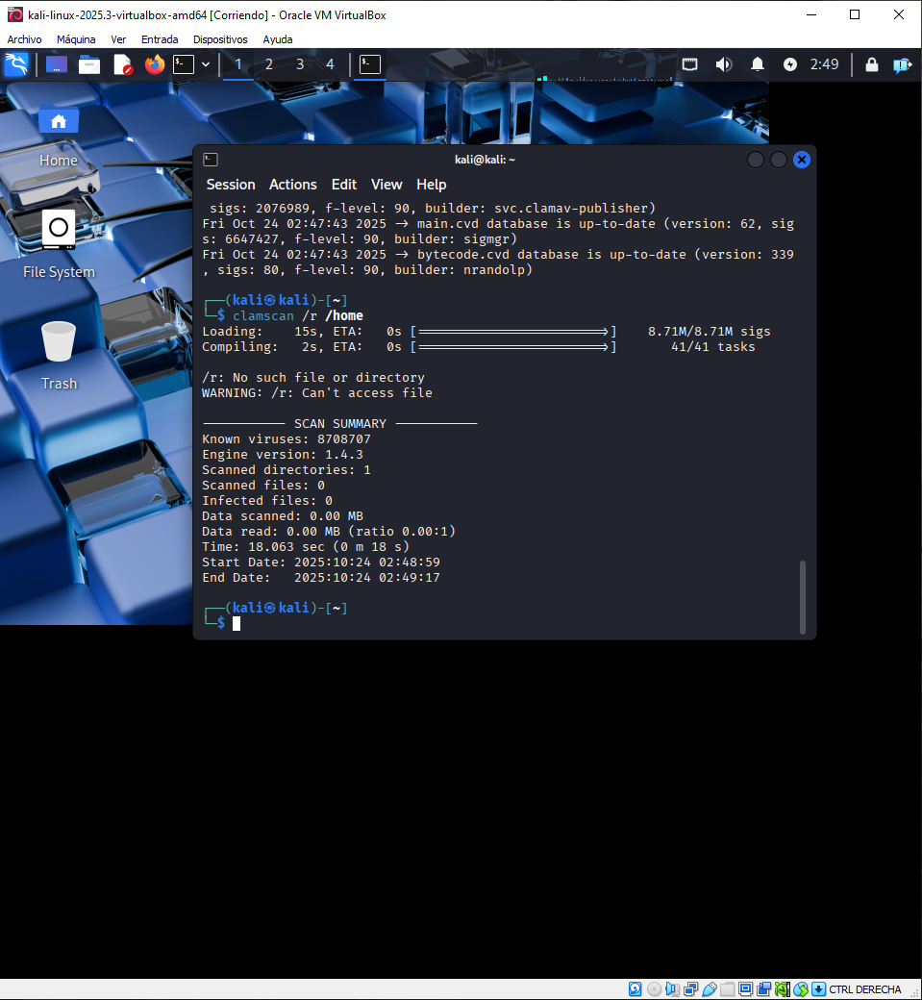 kali-linux-2025.3-virtualbox-amd64 [Corriendo] - Oracle VM VirtualBox
Archivo Máquina Ver Entrada Dispositivos Ayuda
1 2 3 4 2:49
Home
File System
Trash
kali@kali: ~
Session Actions Edit View Help
sigs: 2076989, f-level: 90, builder: svc.clamav-publisher)
Fri Oct 24 02:47:43 2025 -> main.cvd database is up-to-date (version: 62, sig
s: 6647427, f-level: 90, builder: sigmgr)
Fri Oct 24 02:47:43 2025 -> bytecode.cvd database is up-to-date (version: 339
, sigs: 80, f-level: 90, builder: nrandolp)
┌──(kali㉿kali)-[~]
└─$ clamscan /r /home
Loading:    15s, ETA:   0s [========================>]    8.71M/8.71M sigs
Compiling:   2s, ETA:   0s [========================>]       41/41 tasks
/r: No such file or directory
WARNING: /r: Can't access file
----------- SCAN SUMMARY -----------
Known viruses: 8708707
Engine version: 1.4.3
Scanned directories: 1
Scanned files: 0
Infected files: 0
Data scanned: 0.00 MB
Data read: 0.00 MB (ratio 0.00:1)
Time: 18.063 sec (0 m 18 s)
Start Date: 2025:10:24 02:48:59
End Date:   2025:10:24 02:49:17
┌──(kali㉿kali)-[~]
└─$
CTRL DERECHA